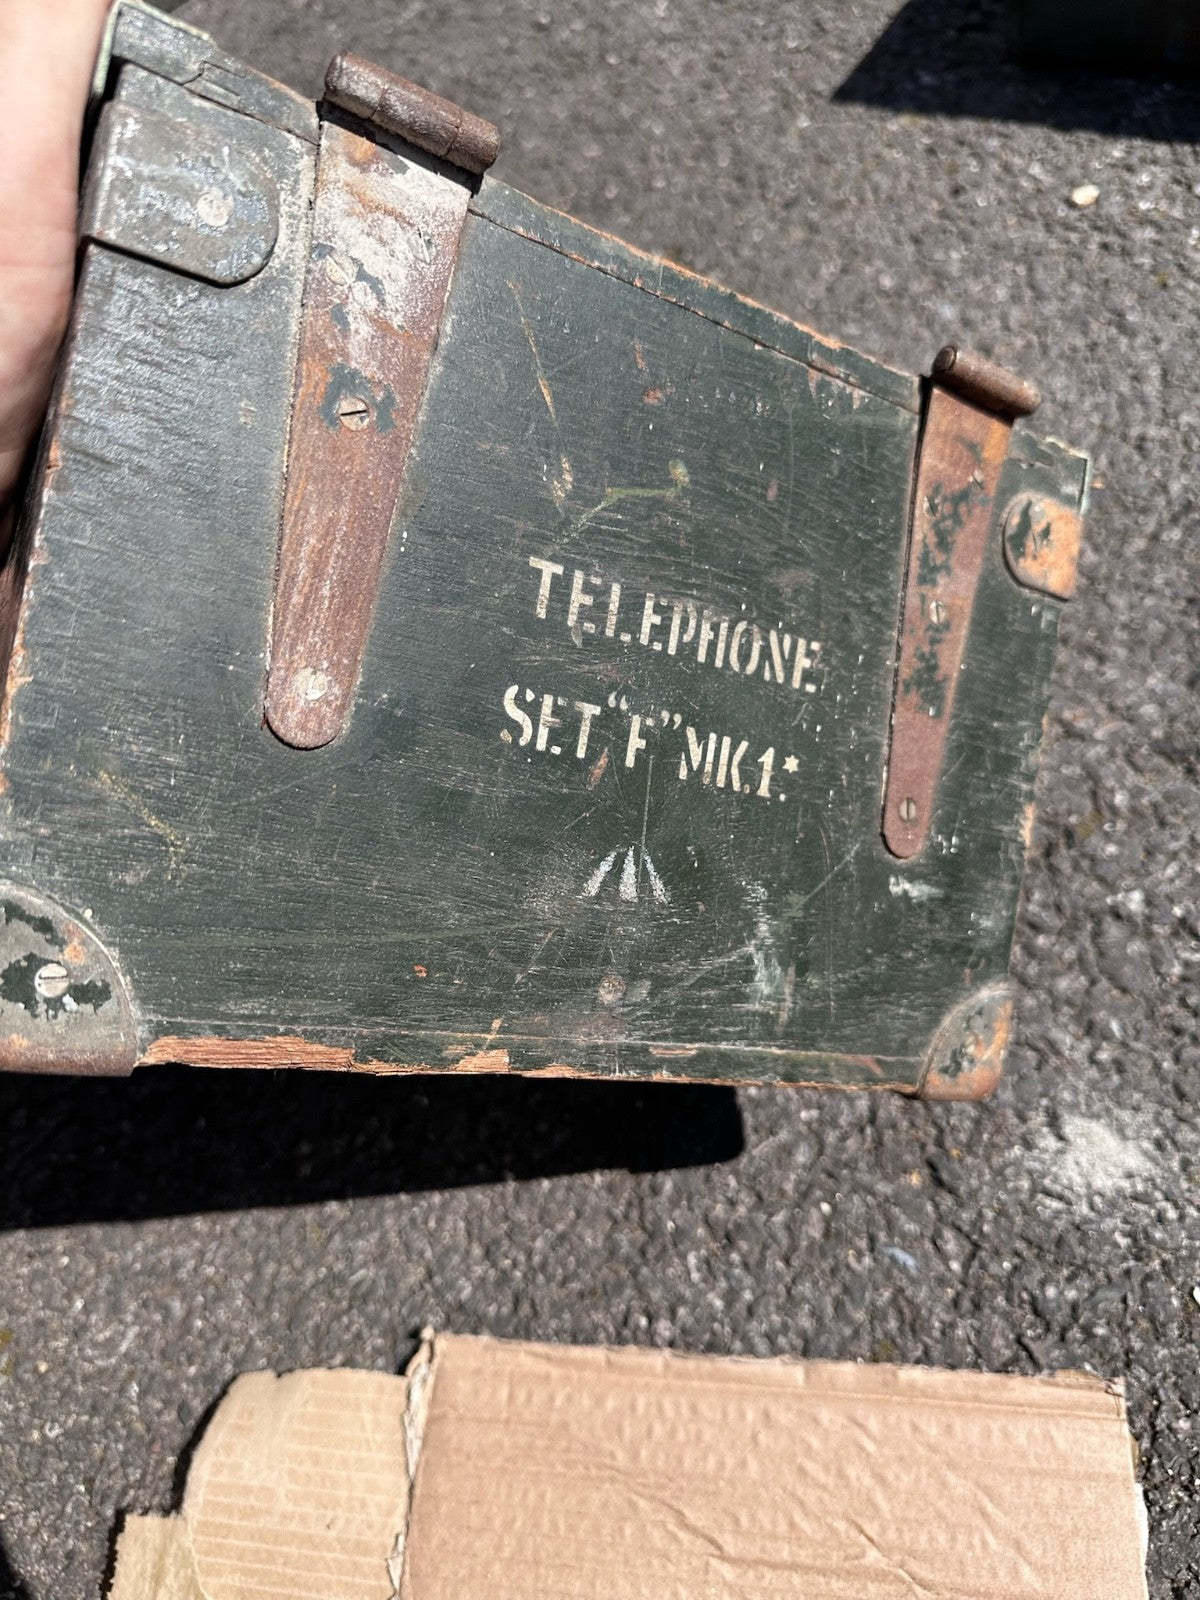 TELEPHONE
SET “F” MK.1.*